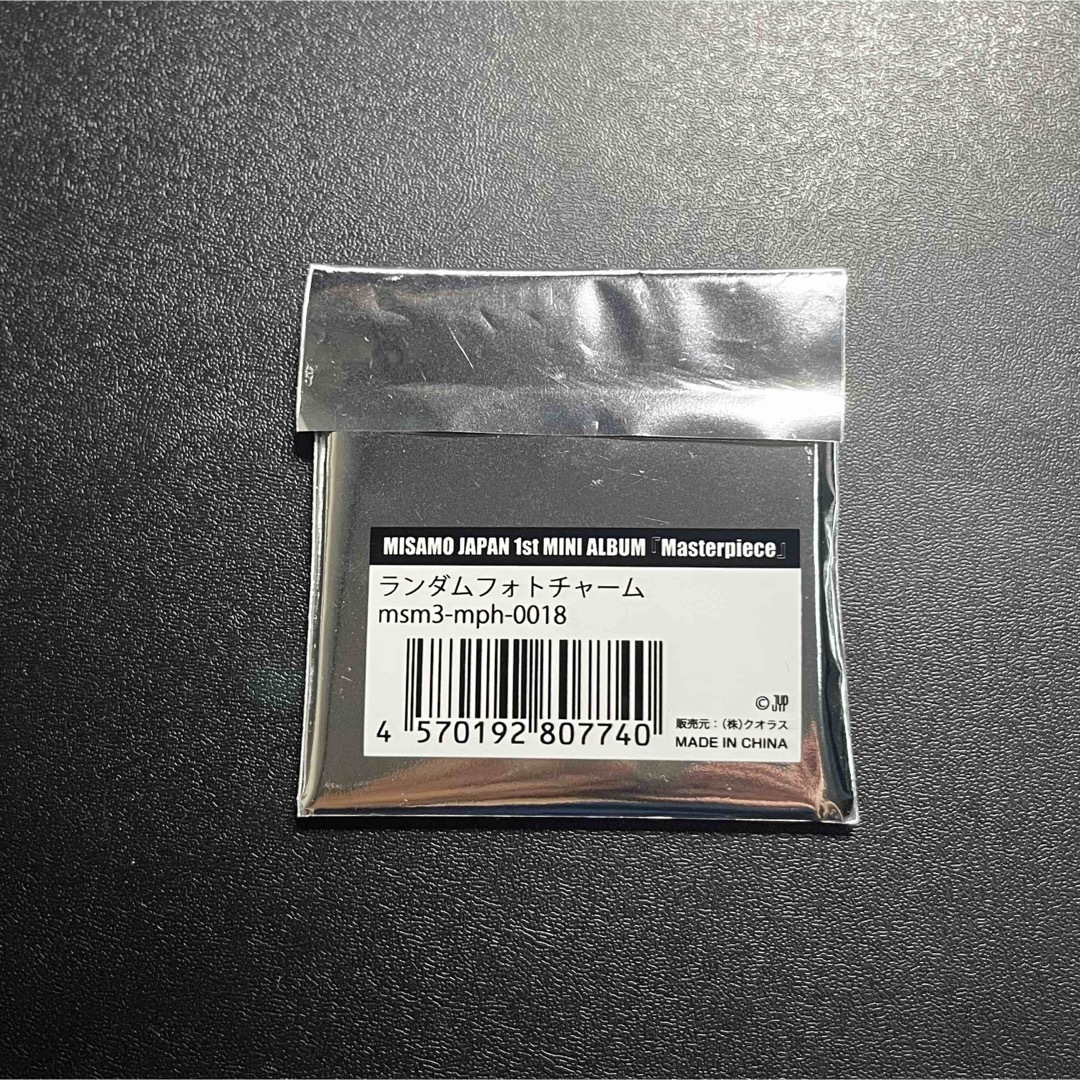 MISAMO JAPAN 1st MINI ALBUM『Masterpiece』
ランダムフォトチャーム
msm3-mph-0018
4 570192 807740
© JYP
販売元：（株）クオラス
MADE IN CHINA